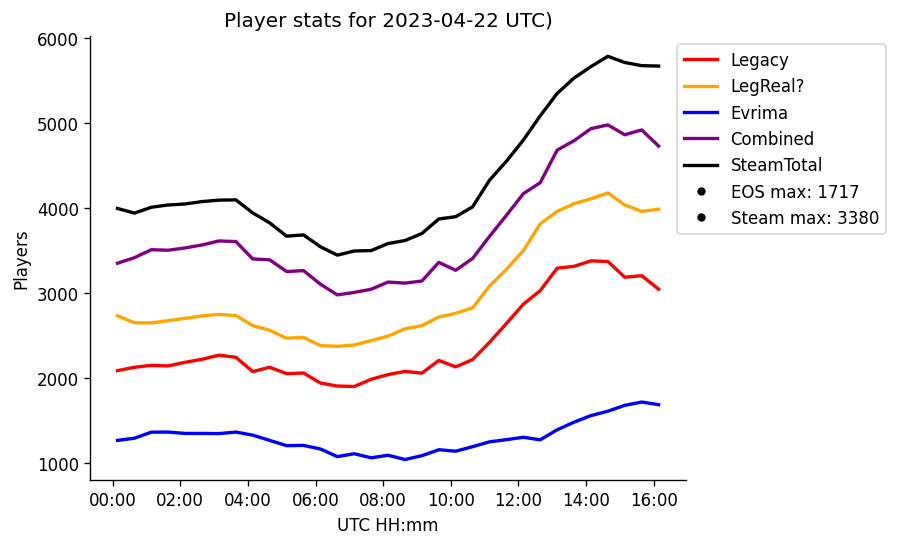 Player stats for 2023-04-22 UTC)
6000
5000
4000
3000
2000
1000
Players
00:00 02:00 04:00 06:00 08:00 10:00 12:00 14:00 16:00
UTC HH:mm
Legacy
LegReal?
Evrima
Combined
SteamTotal
EOS max: 1717
Steam max: 3380